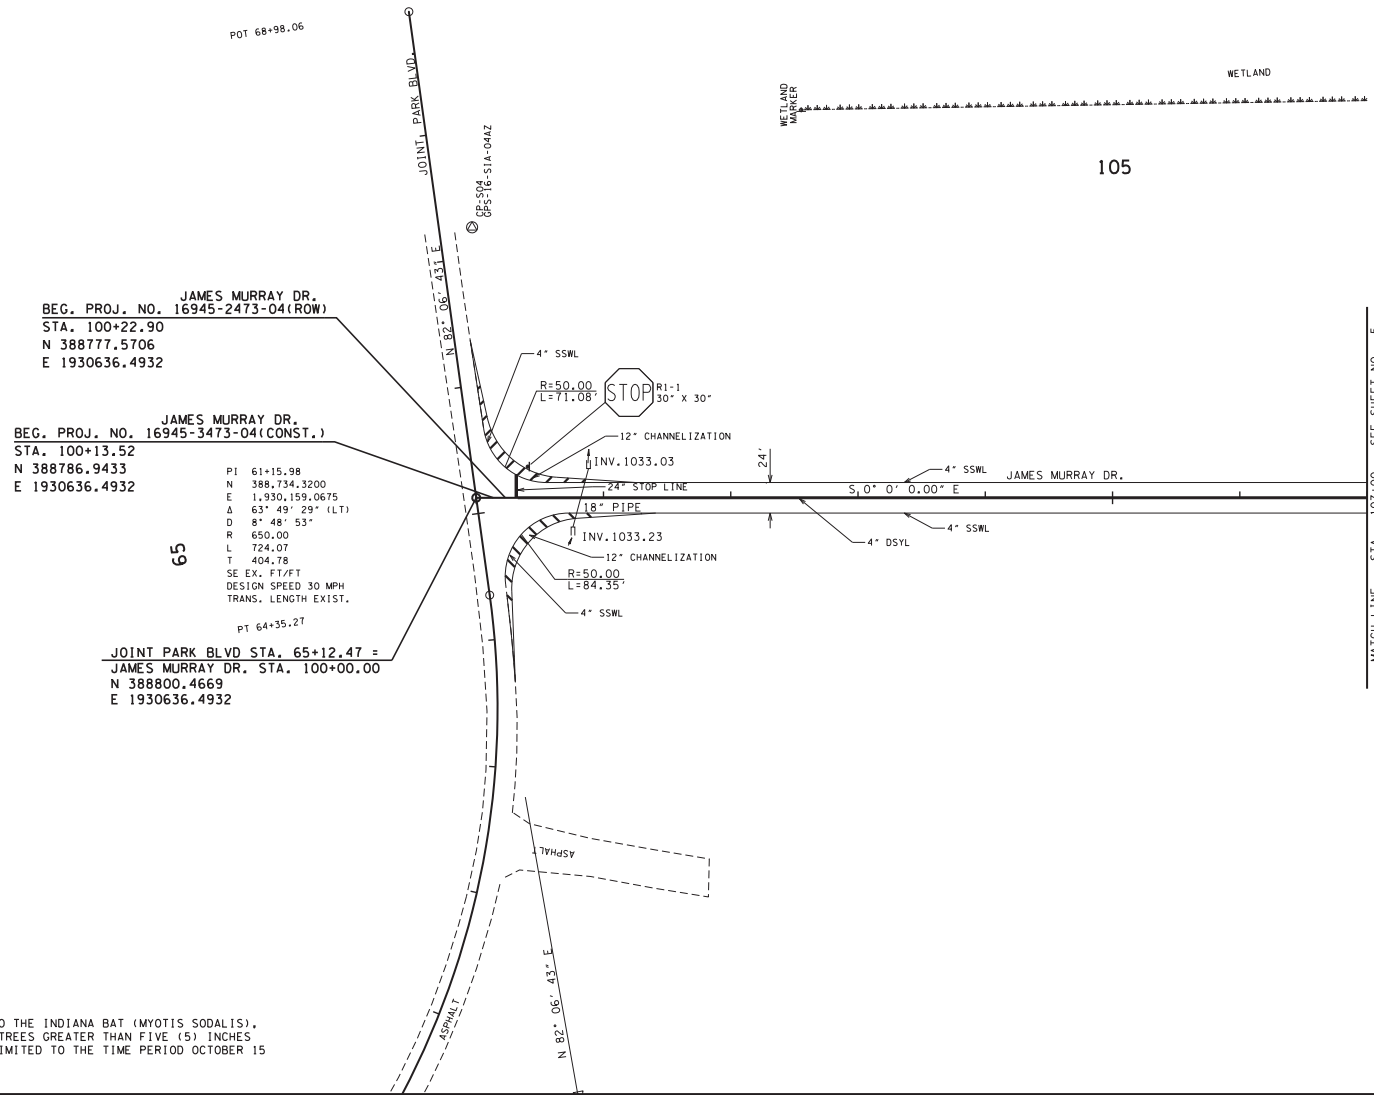 POT 68+98.06
JOINT PARK BLVD.
WETLAND
WETLAND
MARKER
105
CP-S04
GPS-16-SIA-04AZ
N 82° 06' 43" E
JAMES MURRAY DR.
BEG. PROJ. NO. 16945-2473-04(ROW)
STA. 100+22.90
N 388777.5706
E 1930636.4932
4" SSWL
R=50.00
L=71.08'
STOP
R1-1
30" X 30"
JAMES MURRAY DR.
BEG. PROJ. NO. 16945-3473-04(CONST.)
STA. 100+13.52
N 388786.9433
E 1930636.4932
12" CHANNELIZATION
INV.1033.03
24'
4" SSWL
JAMES MURRAY DR.
24" STOP LINE
S 0° 0' 0.00" E
18" PIPE
4" SSWL
INV.1033.23
4" DSYL
12" CHANNELIZATION
R=50.00
L=84.35'
4" SSWL
PI 61+15.98
N 388,734.3200
E 1,930,159.0675
Δ 63° 49' 29" (LT)
D 8° 48' 53"
R 650.00
L 724.07
T 404.78
SE EX. FT/FT
DESIGN SPEED 30 MPH
TRANS. LENGTH EXIST.
65
PT 64+35.27
JOINT PARK BLVD STA. 65+12.47 =
JAMES MURRAY DR. STA. 100+00.00
N 388800.4669
E 1930636.4932
ASPHALT
N 82° 06' 43" E
ASPHALT
O THE INDIANA BAT (MYOTIS SODALIS),
TREES GREATER THAN FIVE (5) INCHES
IMITED TO THE TIME PERIOD OCTOBER 15